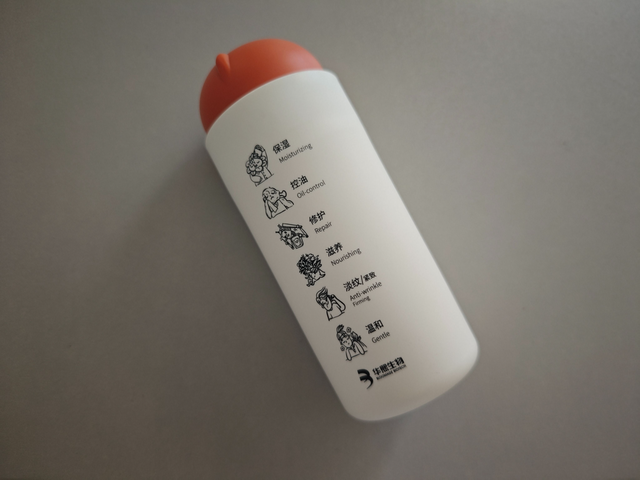 保湿
Moisturizing
控油
Oil-control
修护
Repair
滋养
Nourishing
淡纹/紧致
Anti-wrinkle
Firming
温和
Gentle
华熙生物